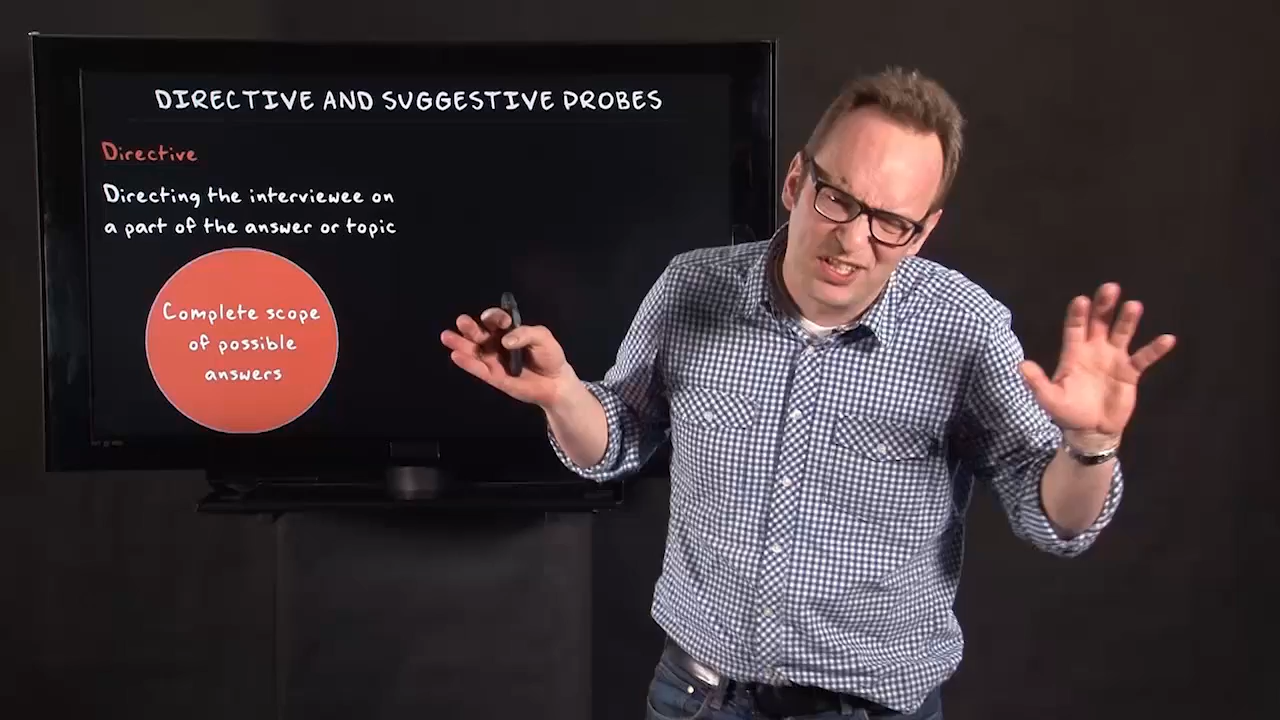 DIRECTIVE AND SUGGESTIVE PROBES
Directive
Directing the interviewee on
a part of the answer or topic
Complete scope
of possible
answers